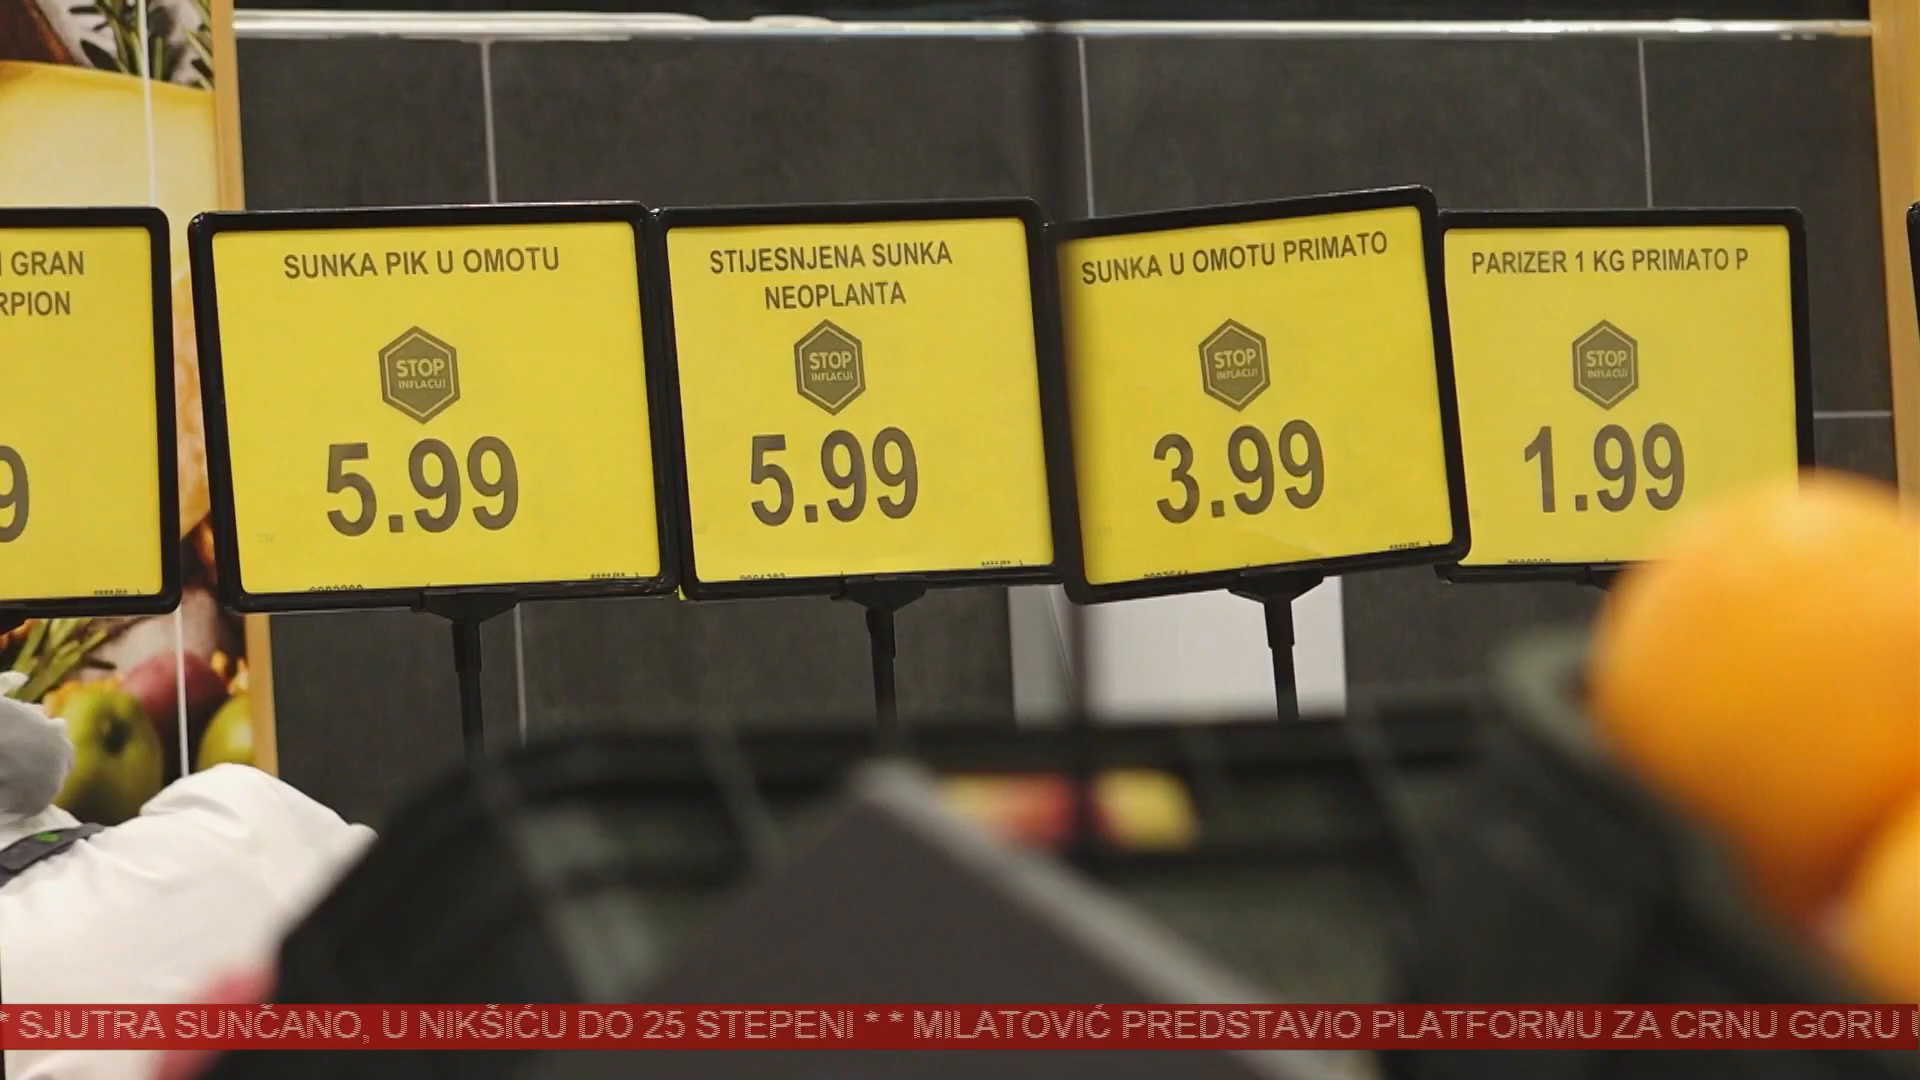 GRAN
RPION
9
SUNKA PIK U OMOTU
STOP
INFLACIJI
5.99
STIJESNJENA SUNKA
NEOPLANTA
STOP
INFLACIJI
5.99
SUNKA U OMOTU PRIMATO
STOP
INFLACIJI
3.99
PARIZER 1 KG PRIMATO P
STOP
INFLACIJI
1.99
* SJUTRA SUNČANO, U NIKŠIĆU DO 25 STEPENI * * MILATOVIĆ PREDSTAVIO PLATFORMU ZA CRNU GORU